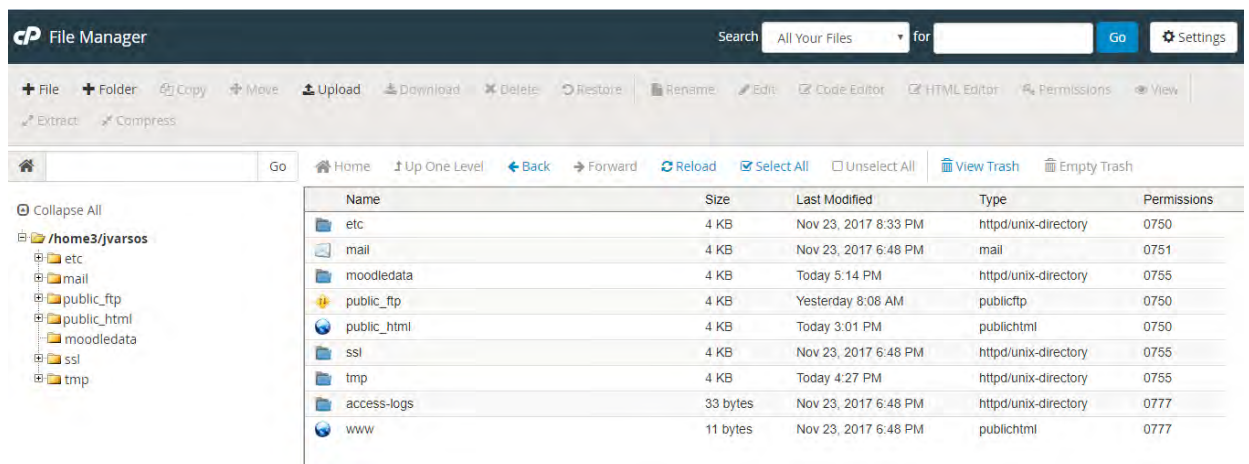 cP File Manager Search All Your Files for Go Settings
File Folder Copy Move Upload Download Delete Restore Rename Edit Code Editor HTML Editor Permissions View
Extract Compress
Go Home Up One Level Back Forward Reload Select All Unselect All View Trash Empty Trash
Collapse All
/home3/jvarsos
etc
mail
public_ftp
public_html
moodledata
ssl
tmp
Name Size Last Modified Type Permissions
etc 4 KB Nov 23, 2017 8:33 PM httpd/unix-directory 0750
mail 4 KB Nov 23, 2017 6:48 PM mail 0751
moodledata 4 KB Today 5:14 PM httpd/unix-directory 0755
public_ftp 4 KB Yesterday 8:08 AM publicftp 0750
public_html 4 KB Today 3:01 PM publichtml 0750
ssl 4 KB Nov 23, 2017 6:48 PM httpd/unix-directory 0755
tmp 4 KB Today 4:27 PM httpd/unix-directory 0755
access-logs 33 bytes Nov 23, 2017 6:48 PM httpd/unix-directory 0777
www 11 bytes Nov 23, 2017 6:48 PM publichtml 0777